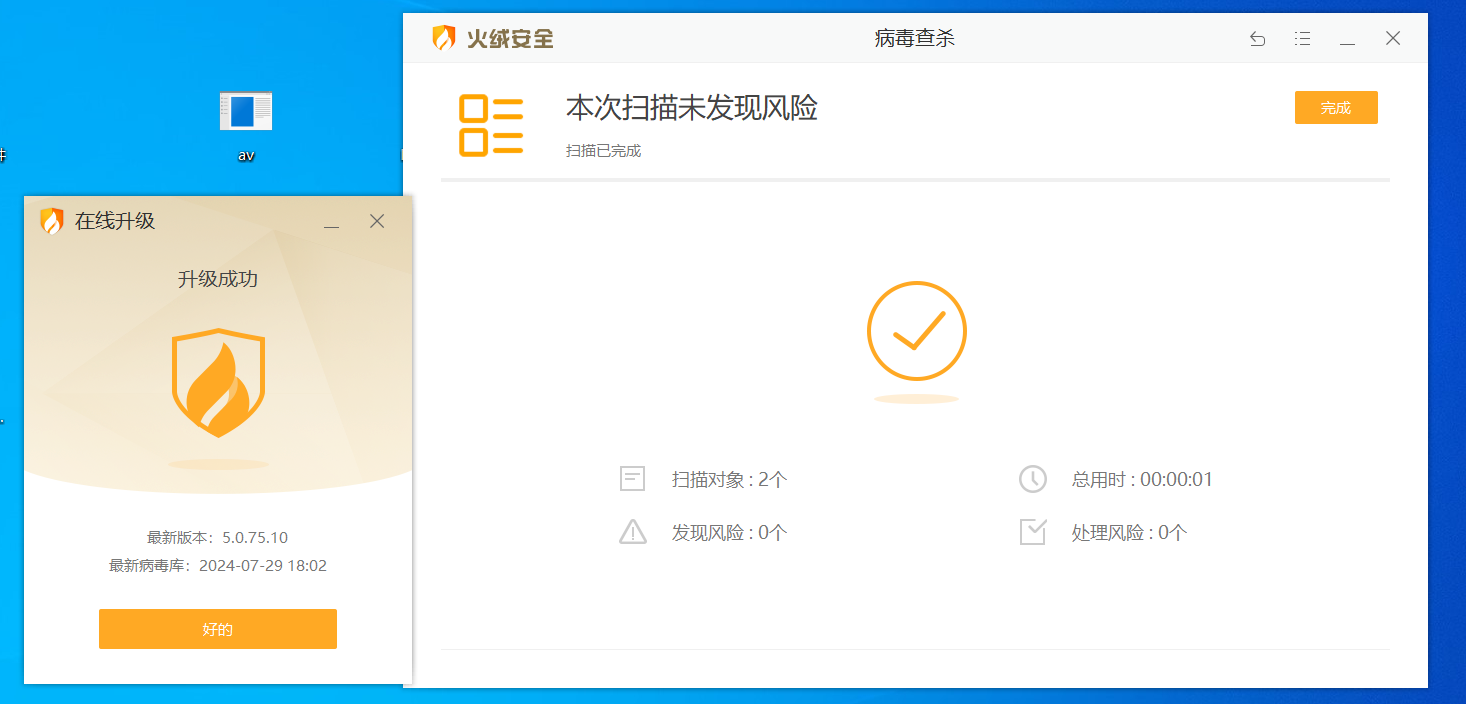 av
火绒安全
病毒查杀
本次扫描未发现风险
扫描已完成
完成
扫描对象 : 2个
总用时 : 00:00:01
发现风险 : 0个
处理风险 : 0个
在线升级
升级成功
最新版本：5.0.75.10
最新病毒库：2024-07-29 18:02
好的